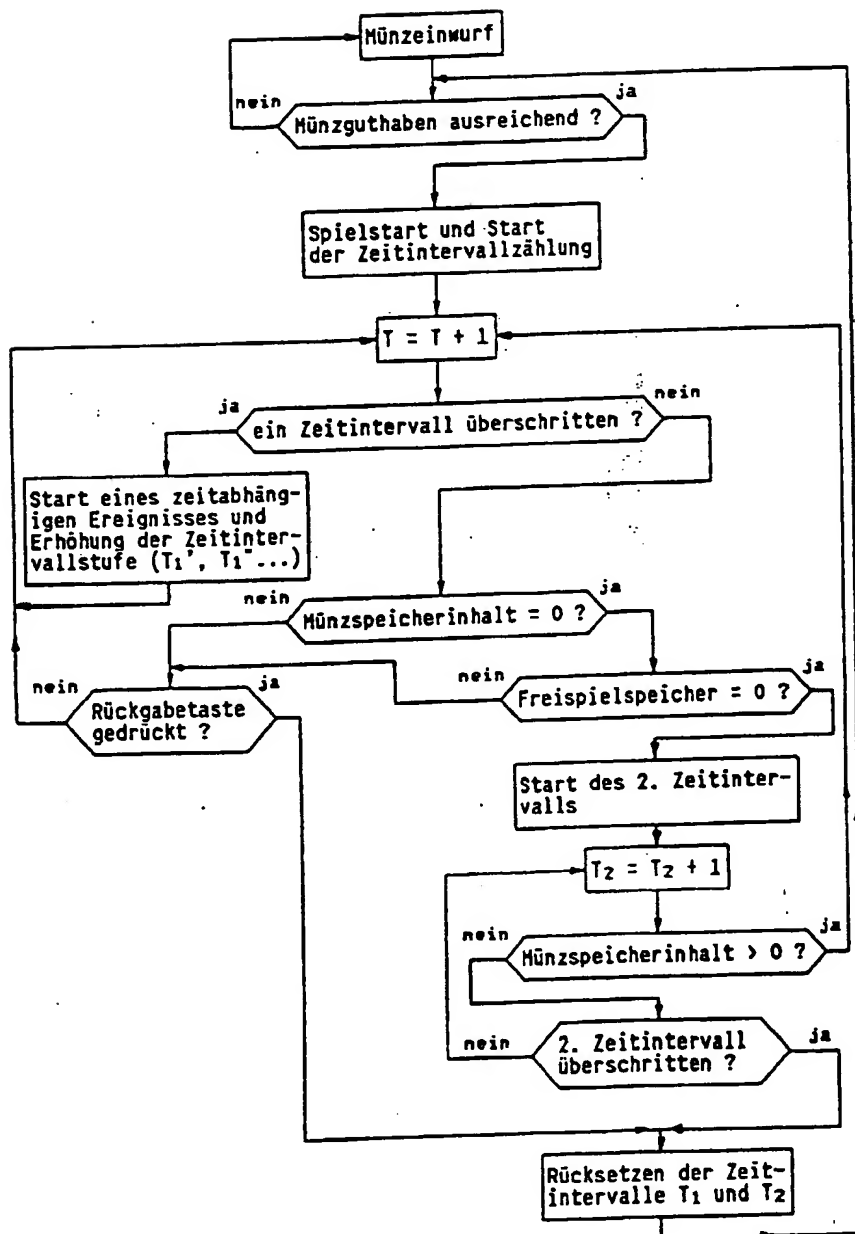 Münzeinwurf
nein
ja
Münzguthaben ausreichend ?
Spielstart und Start
der Zeitintervallzählung
T = T + 1
ja
nein
ein Zeitintervall überschritten ?
Start eines zeitabhäng-
igen Ereignisses und
Erhöhung der Zeitinter-
vallstufe (T1', T1"...)
nein
ja
Münzspeicherinhalt = 0 ?
nein
ja
Rückgabetaste
gedrückt ?
nein
ja
Freispielspeicher = 0 ?
Start des 2. Zeitinter-
valls
T2 = T2 + 1
nein
ja
Münzspeicherinhalt > 0 ?
nein
ja
2. Zeitintervall
überschritten ?
Rücksetzen der Zeit-
intervalle T1 und T2